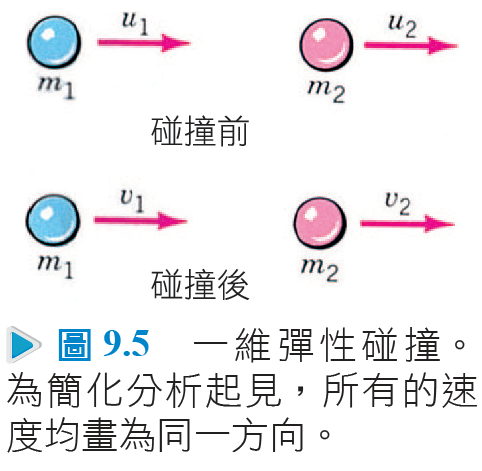 u1 u2
m1 m2
碰撞前
v1 v2
m1 m2
碰撞後
圖 9.5 一維彈性碰撞。
為簡化分析起見，所有的速
度均畫為同一方向。